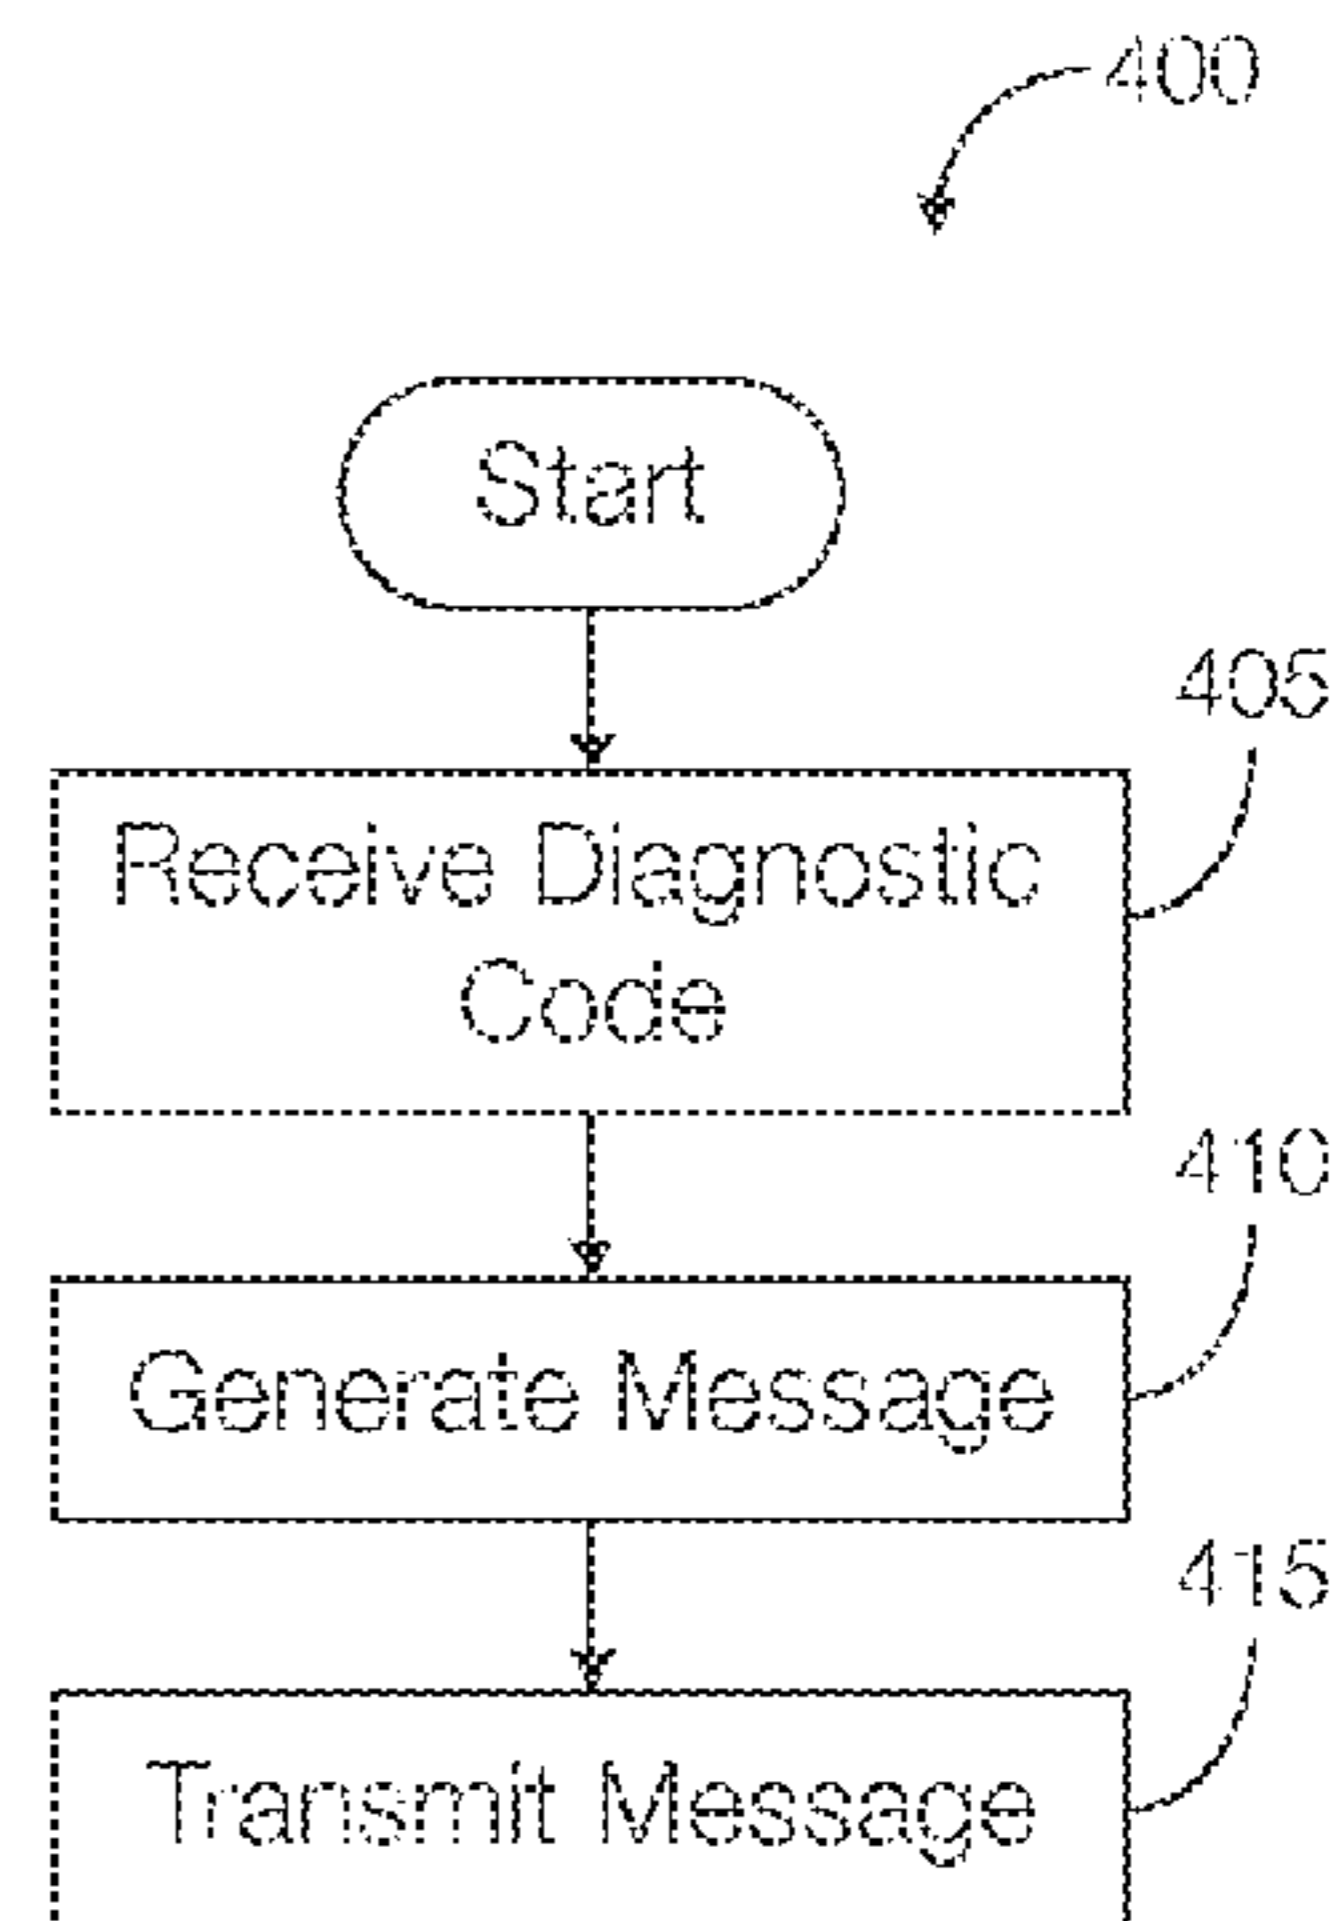 400
Start
405
Receive Diagnostic
Code
410
Generate Message
415
Transmit Message